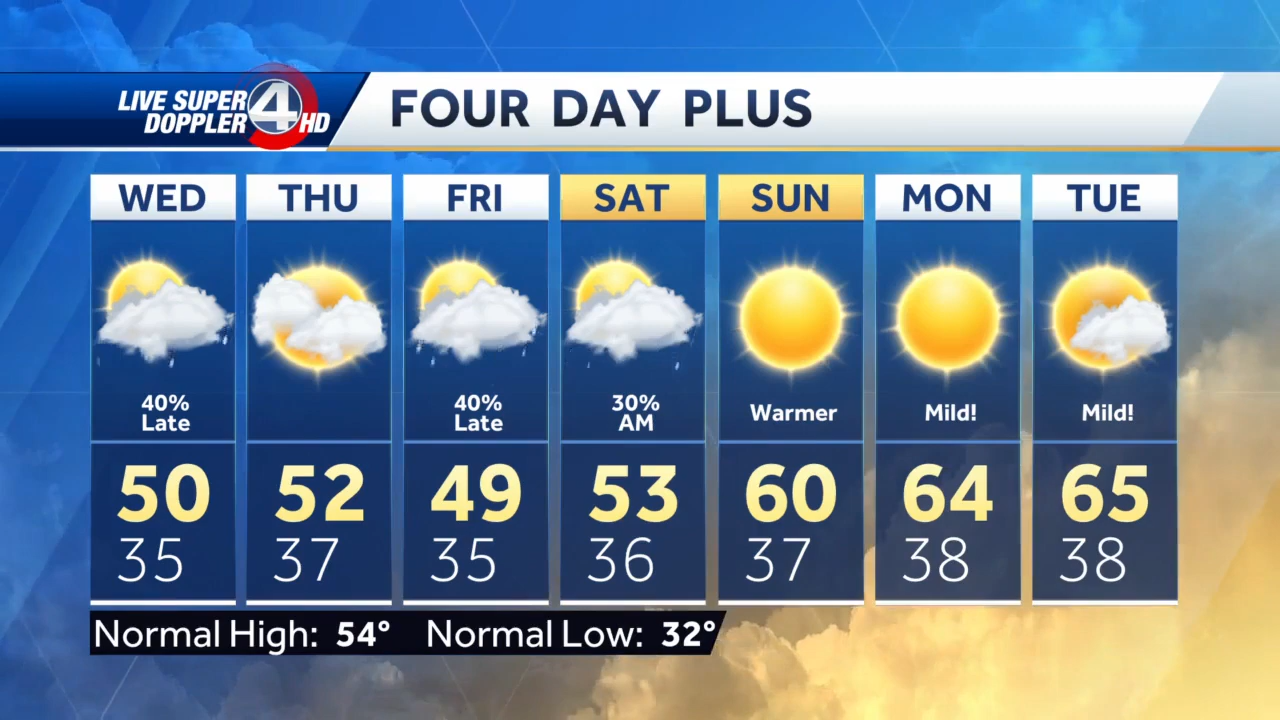 LIVE SUPER
DOPPLER 4 HD
FOUR DAY PLUS
WED THU FRI SAT SUN MON TUE
40%
Late
40%
Late
30%
AM
Warmer
Mild!
Mild!
50 52 49 53 60 64 65
35 37 35 36 37 38 38
Normal High: 54° Normal Low: 32°